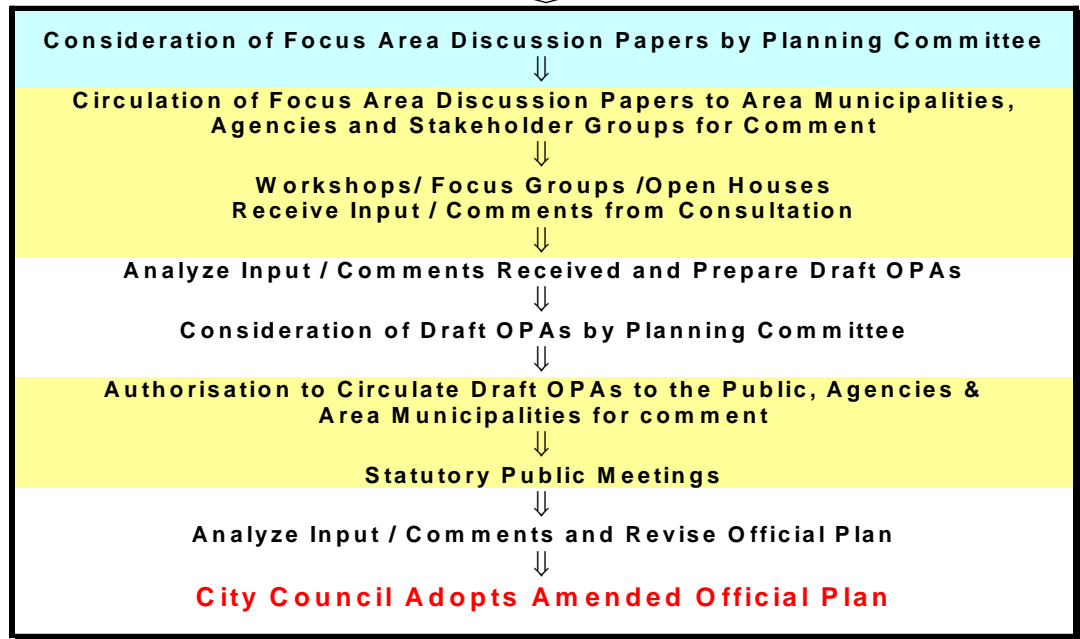 Consideration of Focus Area Discussion Papers by Planning Committee
⇓
Circulation of Focus Area Discussion Papers to Area Municipalities,
Agencies and Stakeholder Groups for Comment
⇓
Workshops/ Focus Groups /Open Houses
Receive Input / Comments from Consultation
⇓
Analyze Input / Comments Received and Prepare Draft OPAs
⇓
Consideration of Draft OPAs by Planning Committee
⇓
Authorisation to Circulate Draft OPAs to the Public, Agencies &
Area Municipalities for comment
⇓
Statutory Public Meetings
⇓
Analyze Input / Comments and Revise Official Plan
⇓
City Council Adopts Amended Official Plan